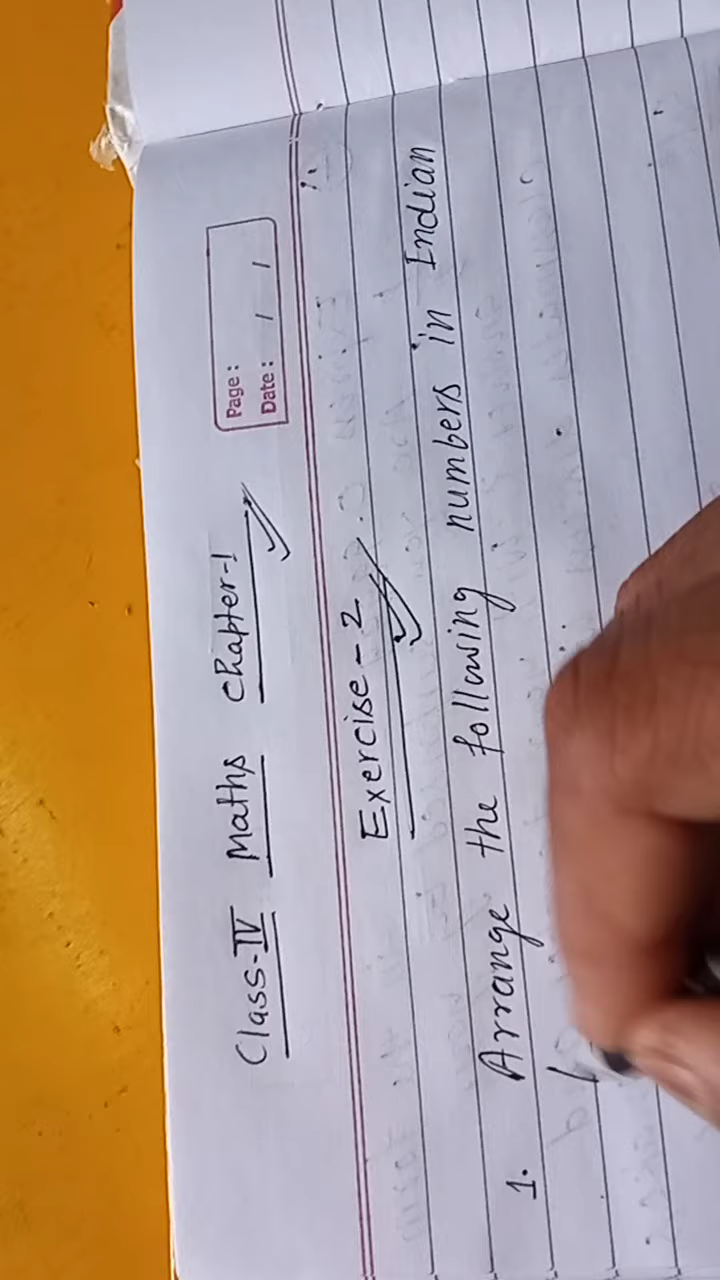 Page:
Date: / /
Class-IV Maths Chapter-1
Exercise-2
1. Arrange the following numbers in Indian